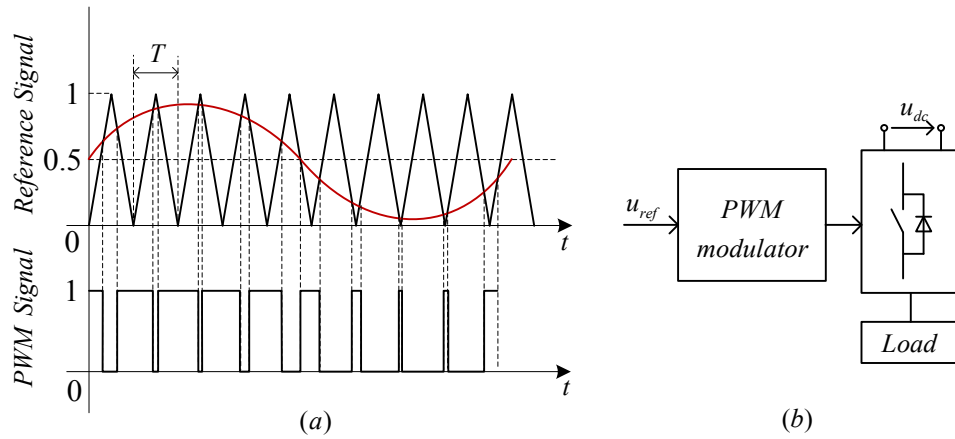 Reference Signal
T
1
0.5
0
t
PWM Signal
1
0
t
(a)
u_ref
PWM
modulator
u_dc
Load
(b)